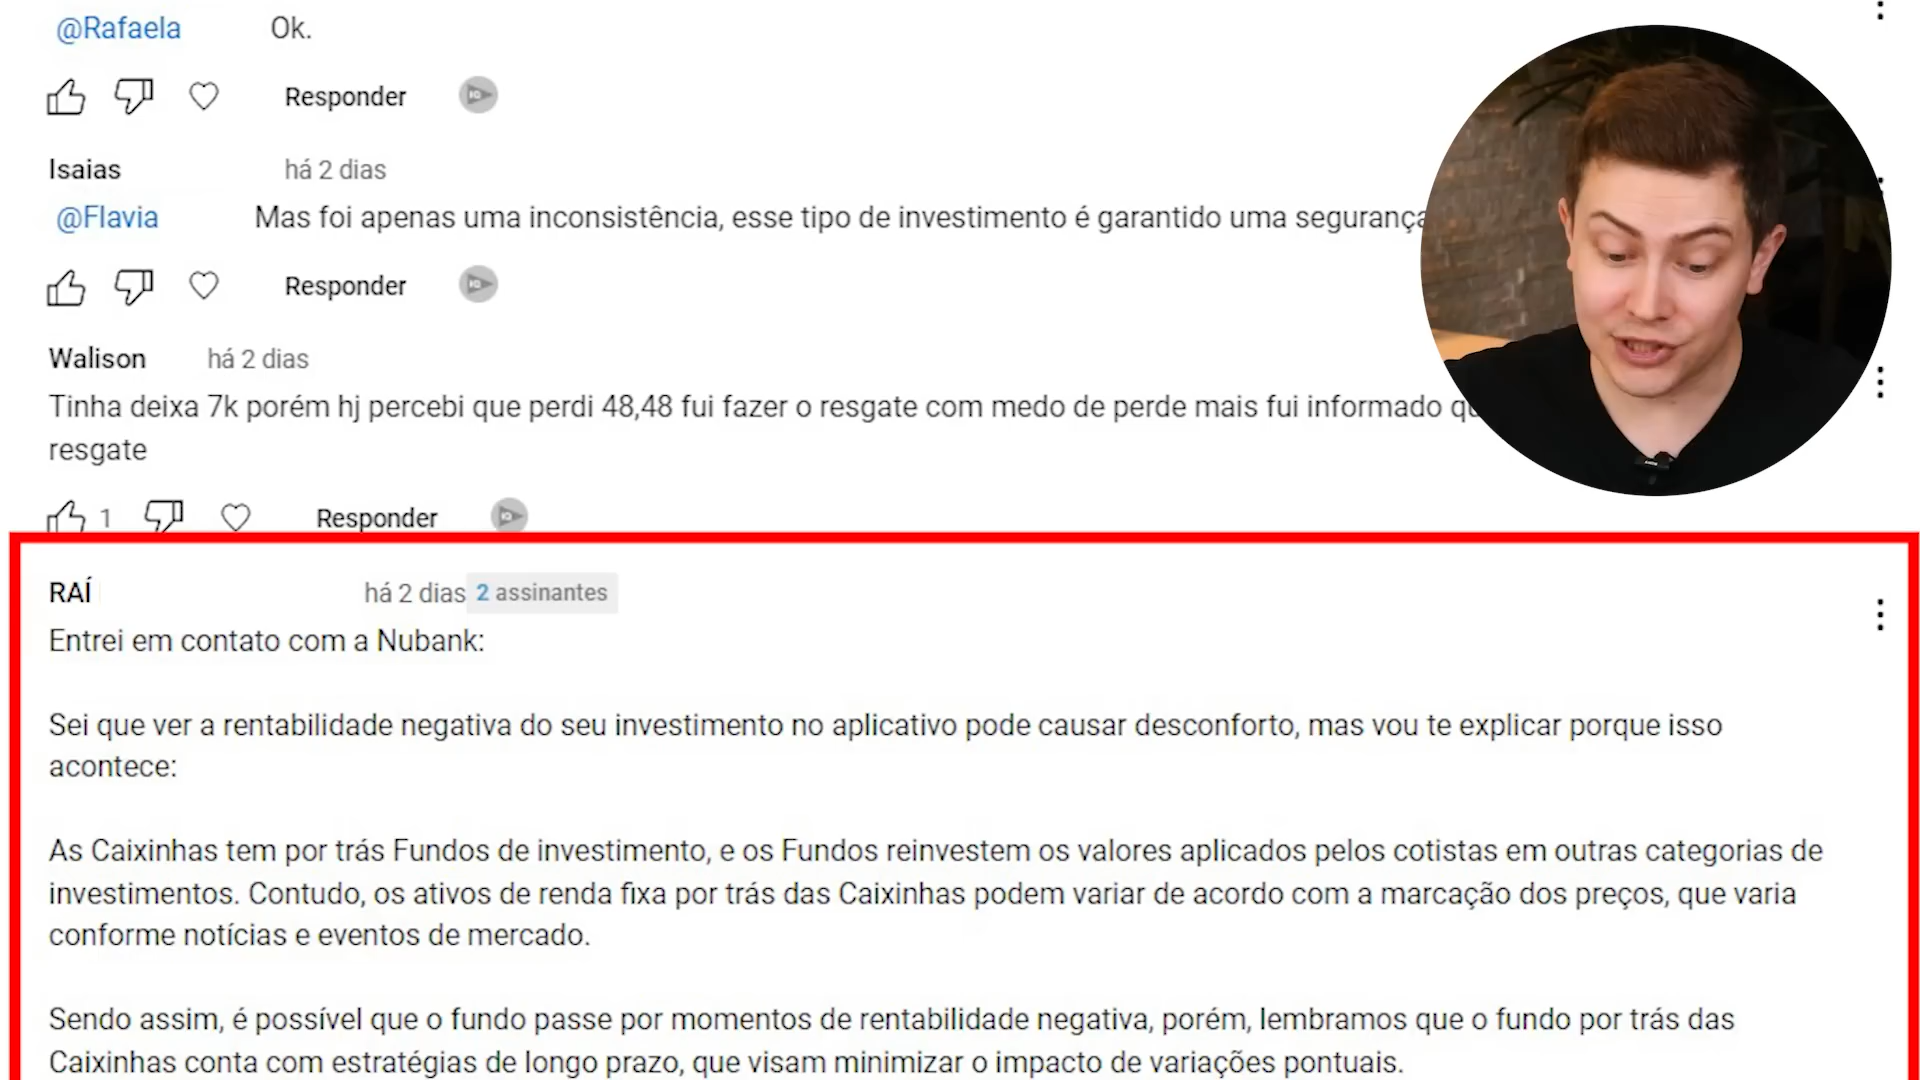 @Rafaela Ok.
Responder
Isaias há 2 dias
@Flavia Mas foi apenas uma inconsistência, esse tipo de investimento é garantido uma segurança
Responder
Walison há 2 dias
Tinha deixa 7k porém hj percebi que perdi 48,48 fui fazer o resgate com medo de perde mais fui informado
resgate
1 Responder
RAÍ há 2 dias 2 assinantes
Entrei em contato com a Nubank:
Sei que ver a rentabilidade negativa do seu investimento no aplicativo pode causar desconforto, mas vou te explicar porque isso
acontece:
As Caixinhas tem por trás Fundos de investimento, e os Fundos reinvestem os valores aplicados pelos cotistas em outras categorias de
investimentos. Contudo, os ativos de renda fixa por trás das Caixinhas podem variar de acordo com a marcação dos preços, que varia
conforme notícias e eventos de mercado.
Sendo assim, é possível que o fundo passe por momentos de rentabilidade negativa, porém, lembramos que o fundo por trás das
Caixinhas conta com estratégias de longo prazo, que visam minimizar o impacto de variações pontuais.